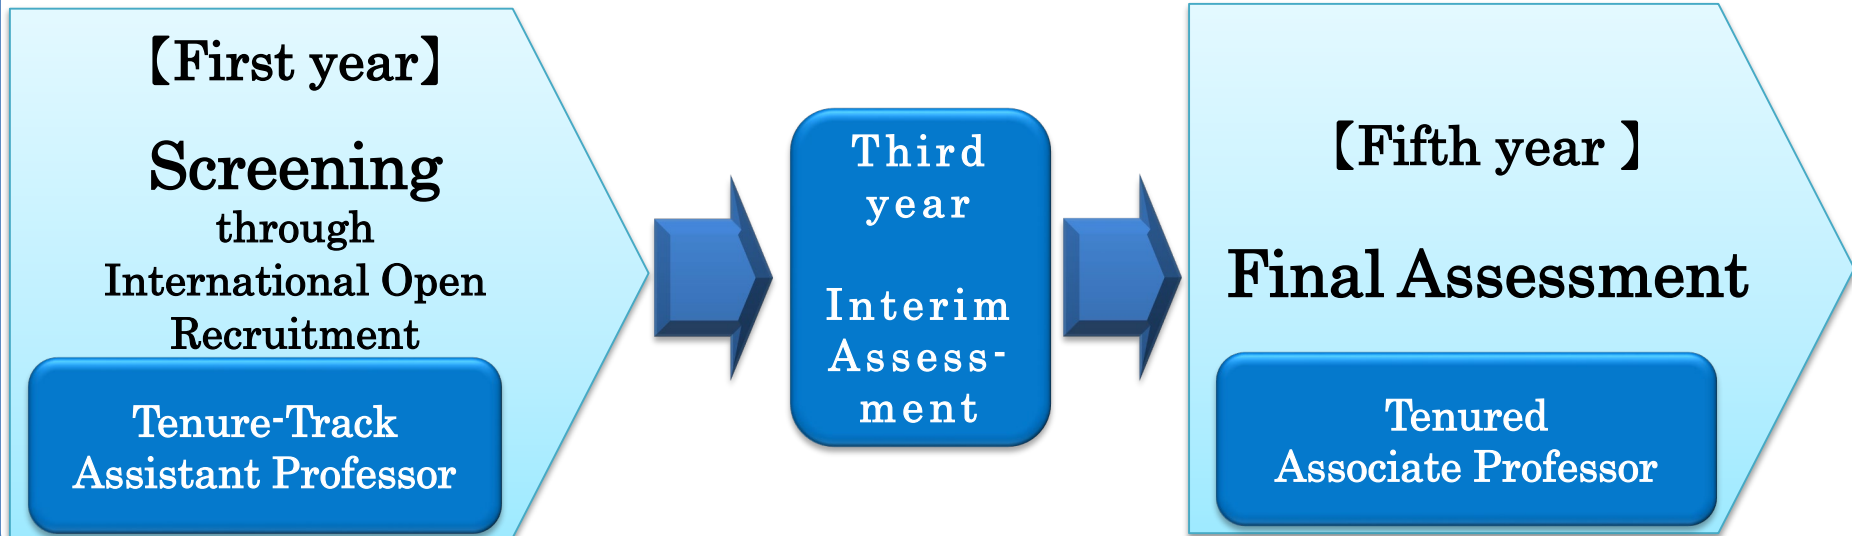 【First year】
Screening
through
International Open
Recruitment
Tenure-Track
Assistant Professor
Third
year
Interim
Assess-
ment
【Fifth year 】
Final Assessment
Tenured
Associate Professor